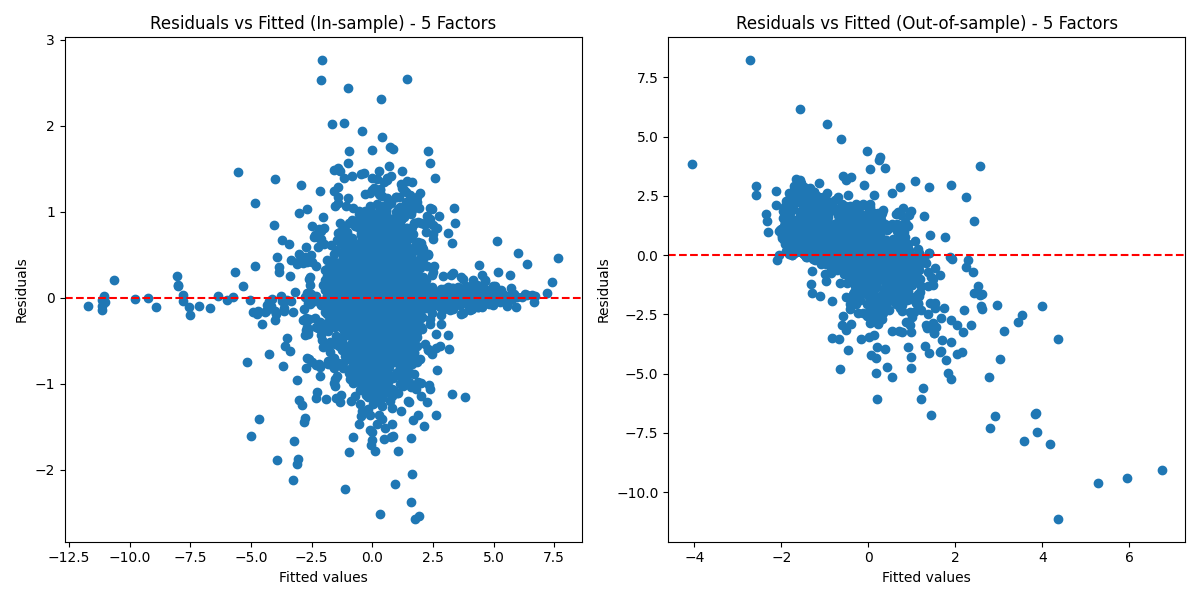 Residuals vs Fitted (In-sample) - 5 Factors
3
2
1
0
−1
−2
Residuals
−12.5 −10.0 −7.5 −5.0 −2.5 0.0 2.5 5.0 7.5
Fitted values
Residuals vs Fitted (Out-of-sample) - 5 Factors
7.5
5.0
2.5
0.0
−2.5
−5.0
−7.5
−10.0
Residuals
−4 −2 0 2 4 6
Fitted values